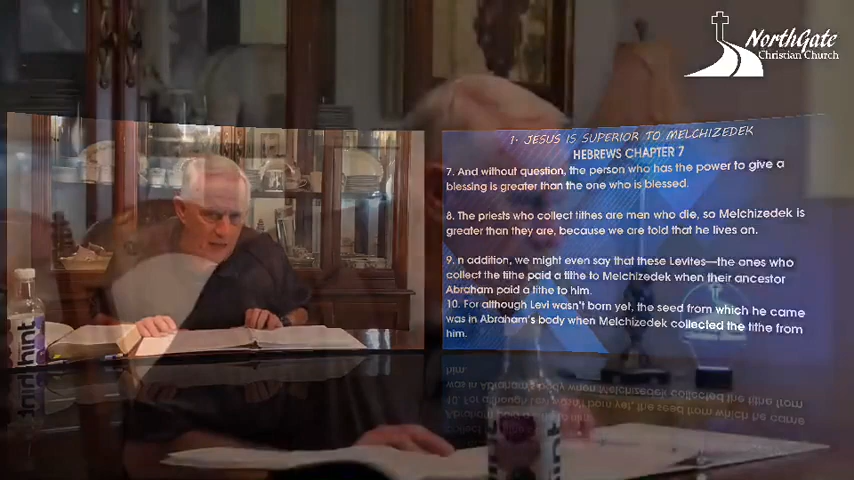 NorthGate
Christian Church
1. JESUS IS SUPERIOR TO MELCHIZEDEK
HEBREWS CHAPTER 7
7. And without question, the person who has the power to give a
blessing is greater than the one who is blessed.
8. The priests who collect tithes are men who die, so Melchizedek is
greater than they are, because we are told that he lives on.
9. n addition, we might even say that these Levites—the ones who
collect the tithe paid a tithe to Melchizedek when their ancestor
Abraham paid a tithe to him.
10. For although Levi wasn't born yet, the seed from which he came
was in Abraham's body when Melchizedek collected the tithe from
him.
hint